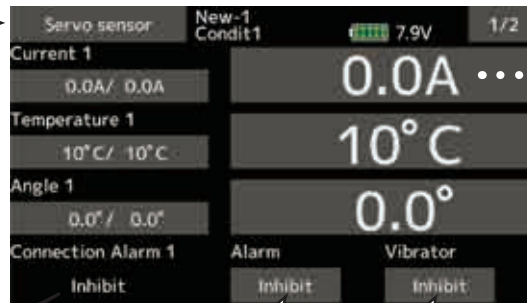 Servo sensor New-1 Condit1 7.9V 1/2
Current 1
0.0A/ 0.0A 0.0A
Temperature 1
10°C/ 10°C 10°C
Angle 1
0.0°/ 0.0° 0.0°
Connection Alarm 1 Alarm Vibrator
Inhibit Inhibit Inhibit